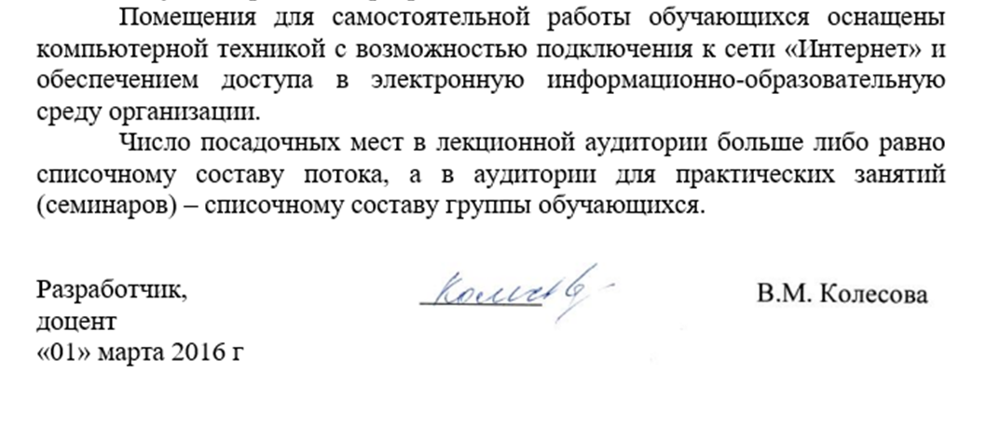 Помещения для самостоятельной работы обучающихся оснащены
компьютерной техникой с возможностью подключения к сети «Интернет» и
обеспечением доступа в электронную информационно-образовательную
среду организации.
Число посадочных мест в лекционной аудитории больше либо равно
списочному составу потока, а в аудитории для практических занятий
(семинаров) – списочному составу группы обучающихся.
Разработчик,
В.М. Колесова
доцент
«01» марта 2016 г